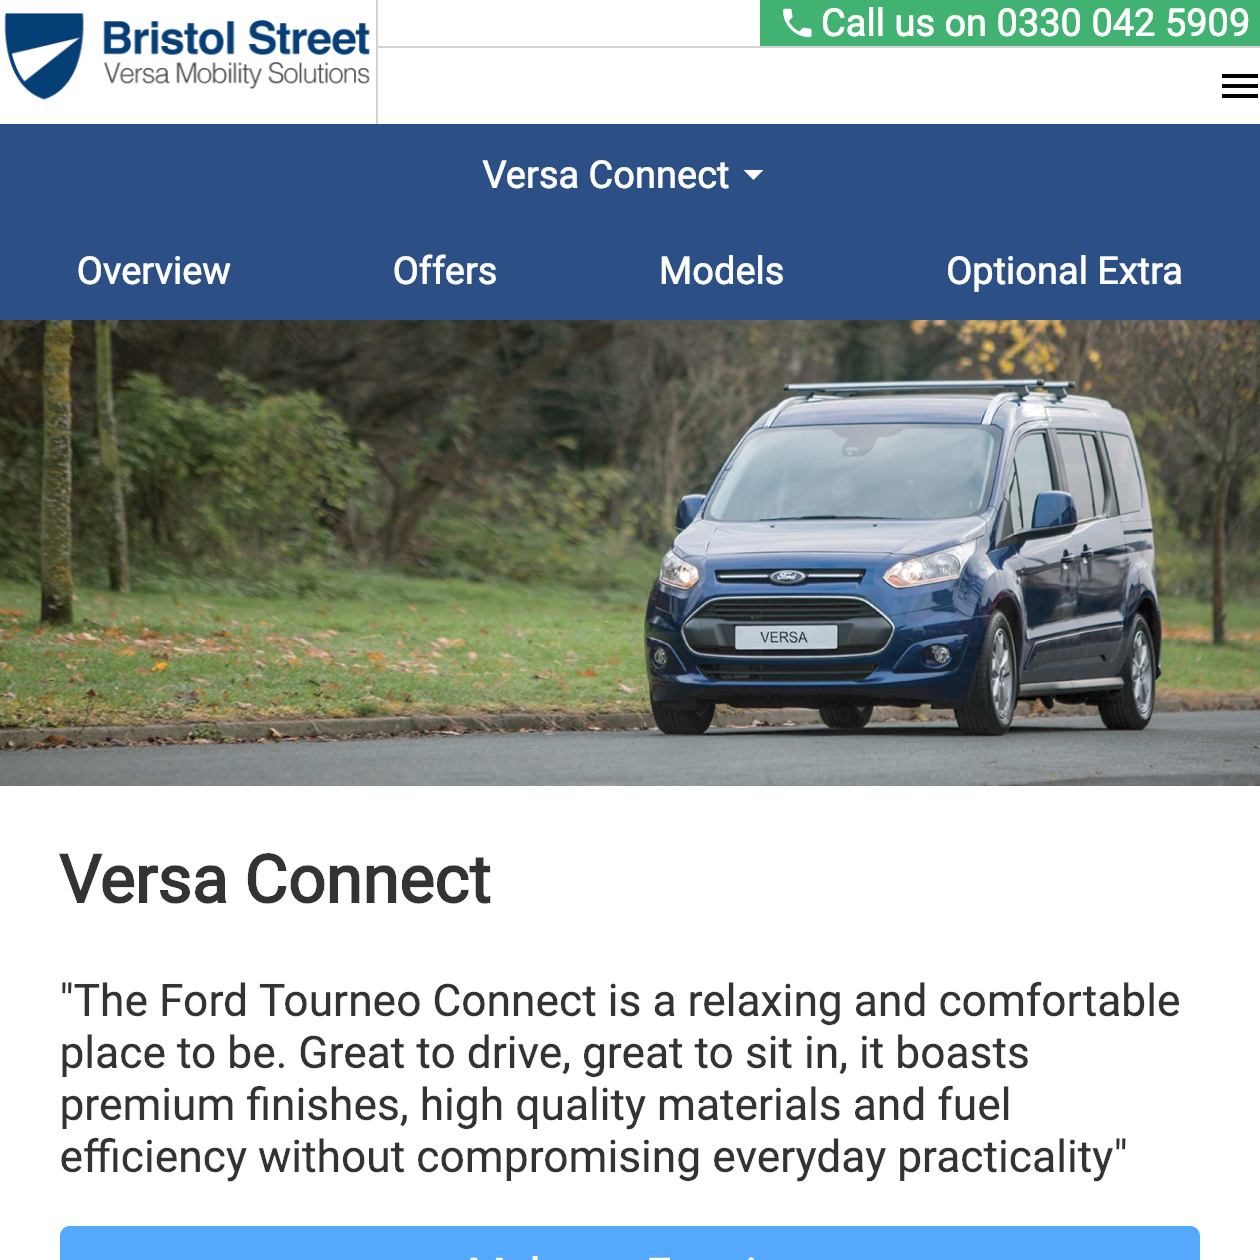 Bristol Street
Versa Mobility Solutions
Call us on 0330 042 5909
Versa Connect
Overview
Offers
Models
Optional Extra
Ford
VERSA
Versa Connect
"The Ford Tourneo Connect is a relaxing and comfortable
place to be. Great to drive, great to sit in, it boasts
premium finishes, high quality materials and fuel
efficiency without compromising everyday practicality"